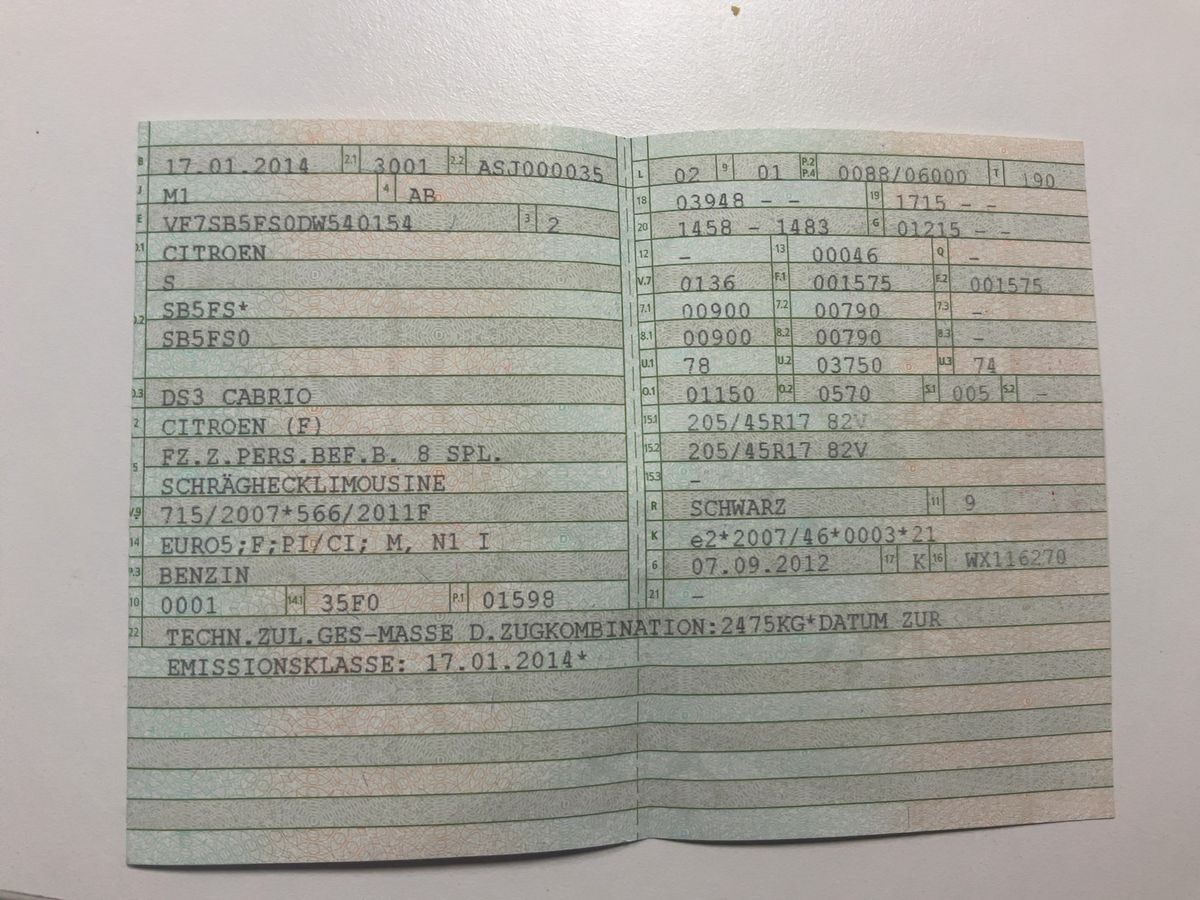 B 17.01.2014 2.1 3001 2.2 ASJ000035
J M1 4 AB
E VF7SB5FS0DW540154 / 3 2
D.1 CITROEN
S
D.2 SB5FS*
SB5FS0
D.3 DS3 CABRIO
2 CITROEN (F)
5 FZ.Z.PERS.BEF.B. 8 SPL.
SCHRÄGHECKLIMOUSINE
V.9 715/2007*566/2011F
14 EURO5;F;PI/CI; M, N1 I
P.3 BENZIN
10 0001 14.1 35F0 P.1 01598
L 02 9 01 P.2 P.4 0088/06000 T 190
18 03948 - - 19 1715 - -
20 1458 - 1483 G 01215 - -
12 - 13 00046 Q -
V.7 0136 F.1 001575 F.2 001575
7.1 00900 7.2 00790 7.3 -
8.1 00900 8.2 00790 8.3 -
U.1 78 U.2 03750 U.3 74
O.1 01150 O.2 0570 S.1 005 S.2 -
15.1 205/45R17 82V
15.2 205/45R17 82V
15.3 -
R SCHWARZ 11 9
K e2*2007/46*0003*21
6 07.09.2012 17 K 16 WX116270
21 -
22 TECHN.ZUL.GES-MASSE D.ZUGKOMBINATION:2475KG*DATUM ZUR
EMISSIONSKLASSE: 17.01.2014*